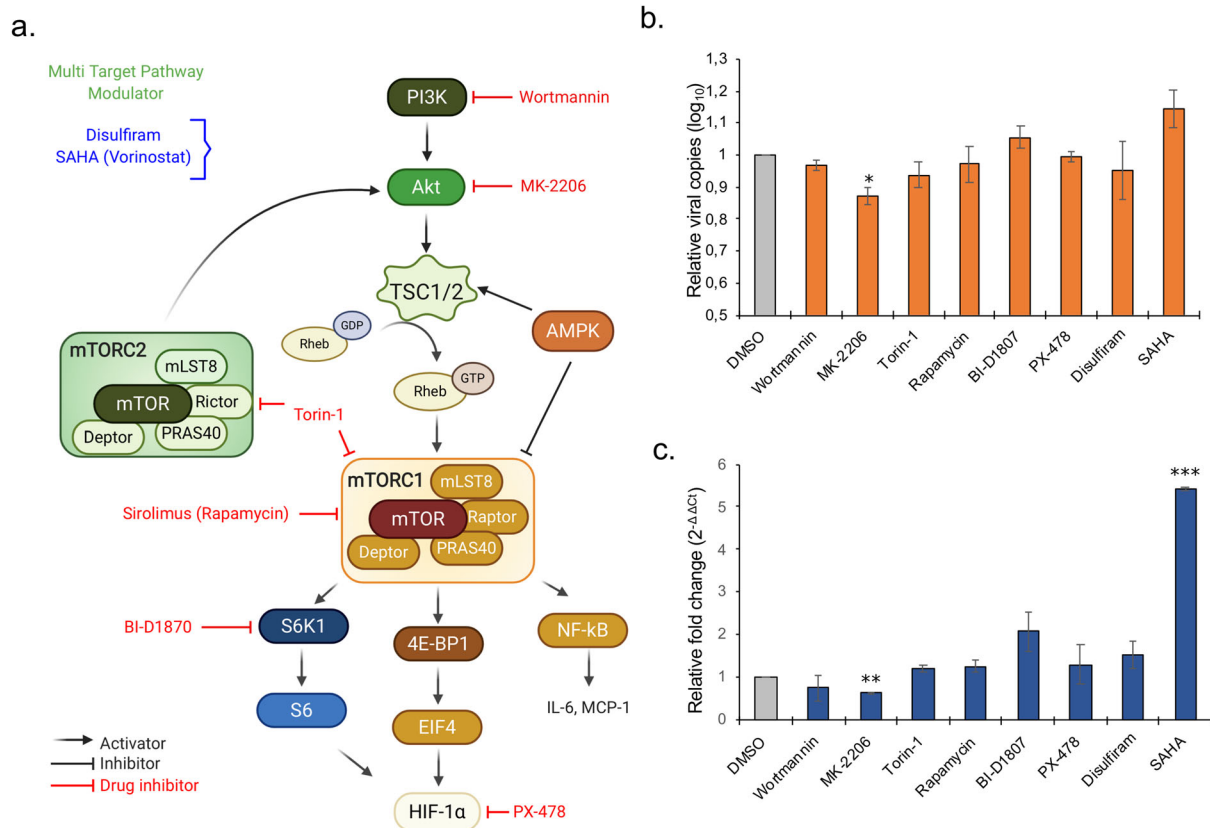 a.
Multi Target Pathway
Modulator
Disulfiram
SAHA (Vorinostat)
PI3K
Wortmannin
Akt
MK-2206
TSC1/2
Rheb
GDP
AMPK
Rheb
GTP
mTORC2
mLST8
mTOR
Rictor
Deptor
PRAS40
Torin-1
mTORC1
mLST8
mTOR
Raptor
Deptor
PRAS40
Sirolimus (Rapamycin)
BI-D1870
S6K1
4E-BP1
NF-kB
S6
EIF4
IL-6, MCP-1
HIF-1α
PX-478
Activator
Inhibitor
Drug inhibitor
b.
Relative viral copies (log10)
1,3
1,2
1,1
1
0,9
0,8
0,7
0,6
0,5
*
DMSO
Wortmannin
MK-2206
Torin-1
Rapamycin
BI-D1807
PX-478
Disulfiram
SAHA
c.
Relative fold change (2-ΔΔCt)
6
5
4
3
2
1
0
**
***
DMSO
Wortmannin
MK-2206
Torin-1
Rapamycin
BI-D1807
PX-478
Disulfiram
SAHA